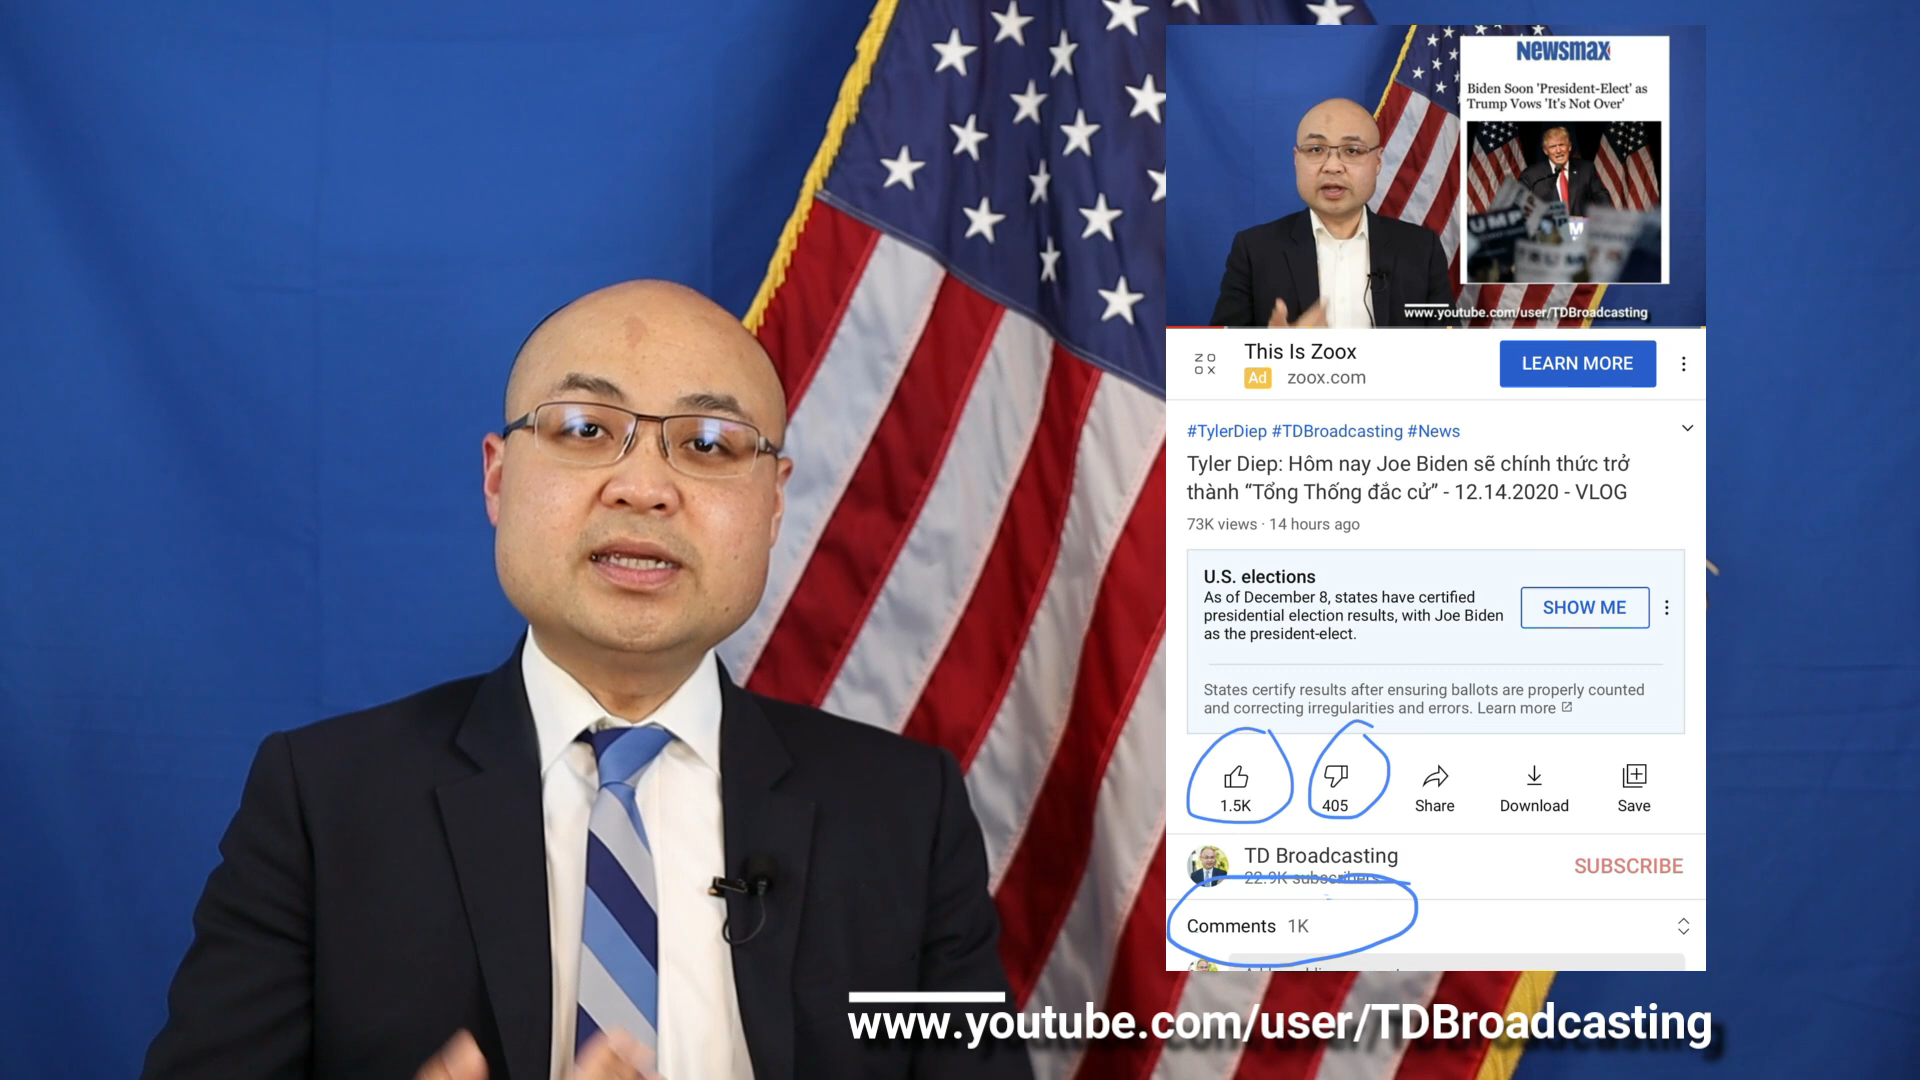 Newsmax
Biden Soon 'President-Elect' as
Trump Vows 'It's Not Over'
www.youtube.com/user/TDBroadcasting
ZO
OX
This Is Zoox
Ad zoox.com
LEARN MORE
#TylerDiep #TDBroadcasting #News
Tyler Diep: Hôm nay Joe Biden sẽ chính thức trở
thành “Tổng Thống đắc cử” - 12.14.2020 - VLOG
73K views · 14 hours ago
U.S. elections
As of December 8, states have certified
presidential election results, with Joe Biden
as the president-elect.
SHOW ME
States certify results after ensuring ballots are properly counted
and correcting irregularities and errors. Learn more
1.5K
405
Share
Download
Save
TD Broadcasting
22.9K subscribers
SUBSCRIBE
Comments 1K
www.youtube.com/user/TDBroadcasting